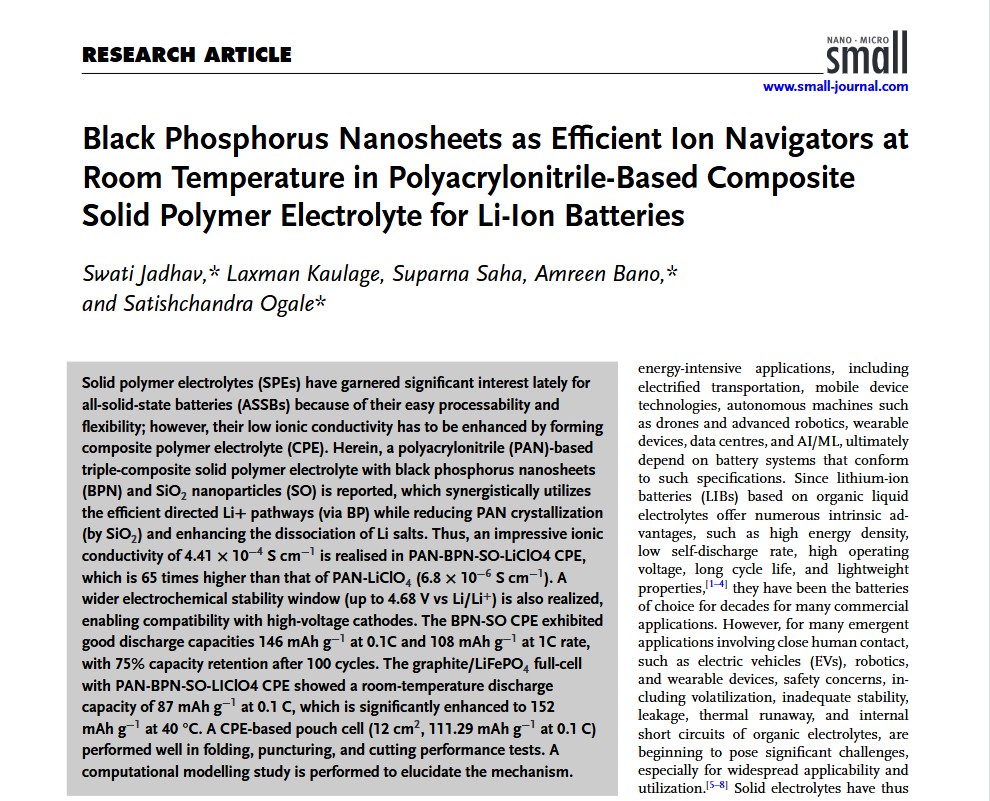 RESEARCH ARTICLE
NANO · MICRO
small
www.small-journal.com
Black Phosphorus Nanosheets as Efficient Ion Navigators at
Room Temperature in Polyacrylonitrile-Based Composite
Solid Polymer Electrolyte for Li-Ion Batteries
Swati Jadhav,* Laxman Kaulage, Suparna Saha, Amreen Bano,*
and Satishchandra Ogale*
Solid polymer electrolytes (SPEs) have garnered significant interest lately for
all-solid-state batteries (ASSBs) because of their easy processability and
flexibility; however, their low ionic conductivity has to be enhanced by forming
composite polymer electrolyte (CPE). Herein, a polyacrylonitrile (PAN)-based
triple-composite solid polymer electrolyte with black phosphorus nanosheets
(BPN) and SiO₂ nanoparticles (SO) is reported, which synergistically utilizes
the efficient directed Li+ pathways (via BP) while reducing PAN crystallization
(by SiO₂) and enhancing the dissociation of Li salts. Thus, an impressive ionic
conductivity of 4.41 × 10⁻⁴ S cm⁻¹ is realised in PAN-BPN-SO-LiClO4 CPE,
which is 65 times higher than that of PAN-LiClO₄ (6.8 × 10⁻⁶ S cm⁻¹). A
wider electrochemical stability window (up to 4.68 V vs Li/Li⁺) is also realized,
enabling compatibility with high-voltage cathodes. The BPN-SO CPE exhibited
good discharge capacities 146 mAh g⁻¹ at 0.1C and 108 mAh g⁻¹ at 1C rate,
with 75% capacity retention after 100 cycles. The graphite/LiFePO₄ full-cell
with PAN-BPN-SO-LIClO4 CPE showed a room-temperature discharge
capacity of 87 mAh g⁻¹ at 0.1 C, which is significantly enhanced to 152
mAh g⁻¹ at 40 °C. A CPE-based pouch cell (12 cm², 111.29 mAh g⁻¹ at 0.1 C)
performed well in folding, puncturing, and cutting performance tests. A
computational modelling study is performed to elucidate the mechanism.
energy-intensive applications, including
electrified transportation, mobile device
technologies, autonomous machines such
as drones and advanced robotics, wearable
devices, data centres, and AI/ML, ultimately
depend on battery systems that conform
to such specifications. Since lithium-ion
batteries (LIBs) based on organic liquid
electrolytes offer numerous intrinsic ad-
vantages, such as high energy density,
low self-discharge rate, high operating
voltage, long cycle life, and lightweight
properties,[1–4] they have been the batteries
of choice for decades for many commercial
applications. However, for many emergent
applications involving close human contact,
such as electric vehicles (EVs), robotics,
and wearable devices, safety concerns, in-
cluding volatilization, inadequate stability,
leakage, thermal runaway, and internal
short circuits of organic electrolytes, are
beginning to pose significant challenges,
especially for widespread applicability and
utilization.[5–8] Solid electrolytes have thus